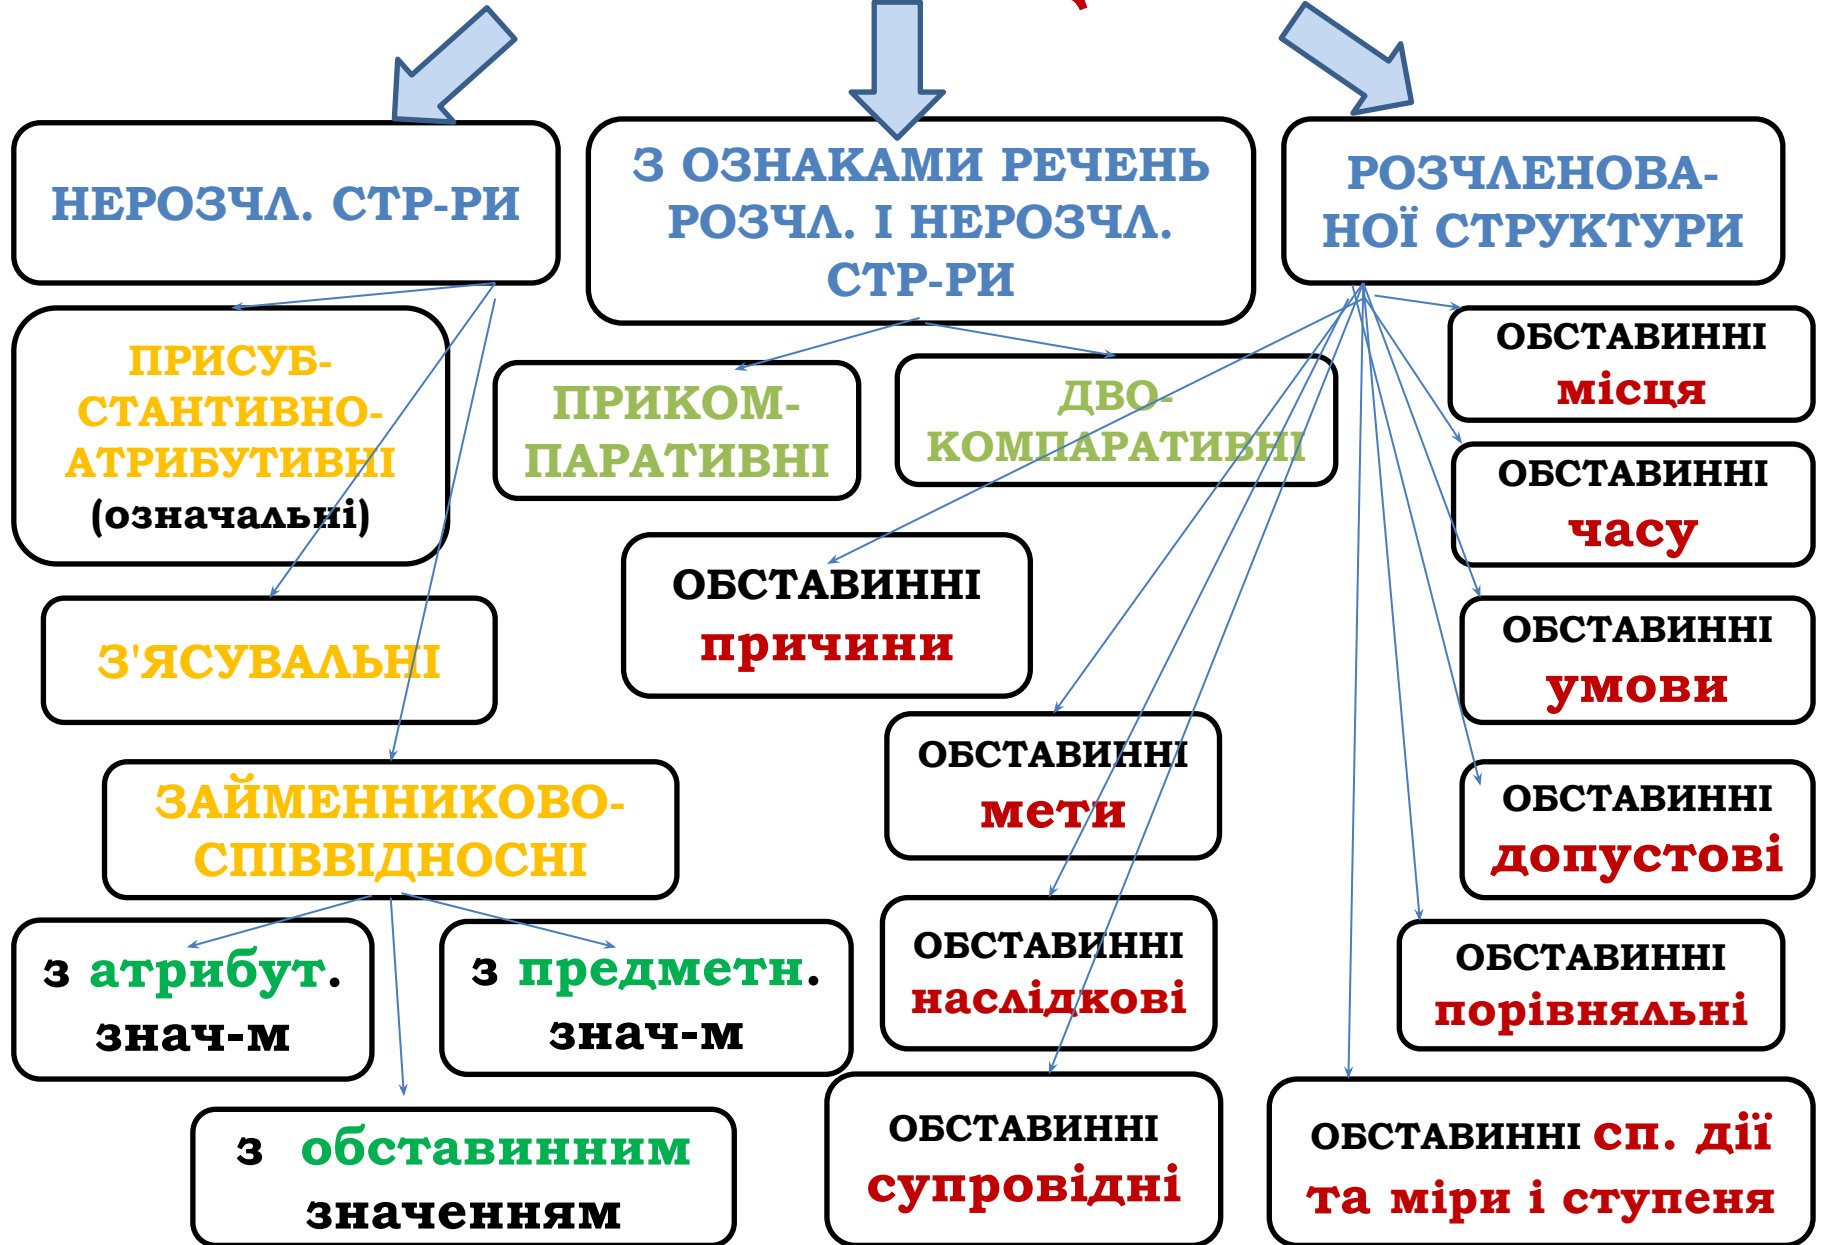 НЕРОЗЧЛ. СТР-РИ
З ОЗНАКАМИ РЕЧЕНЬ
РОЗЧЛ. І НЕРОЗЧЛ.
СТР-РИ
РОЗЧЛЕНОВА-
НОЇ СТРУКТУРИ
ПРИСУБ-
СТАНТИВНО-
АТРИБУТИВНІ
(означальні)
ПРИКОМ-
ПАРАТИВНІ
ДВО-
КОМПАРАТИВНІ
ОБСТАВИННІ
місця
ОБСТАВИННІ
часу
З'ЯСУВАЛЬНІ
ОБСТАВИННІ
причини
ОБСТАВИННІ
умови
ЗАЙМЕННИКОВО-
СПІВВІДНОСНІ
ОБСТАВИННІ
мети
ОБСТАВИННІ
допустові
з атрибут.
знач-м
з предметн.
знач-м
ОБСТАВИННІ
наслідкові
ОБСТАВИННІ
порівняльні
з обставинним
значенням
ОБСТАВИННІ
супровідні
ОБСТАВИННІ сп. дії
та міри і ступеня